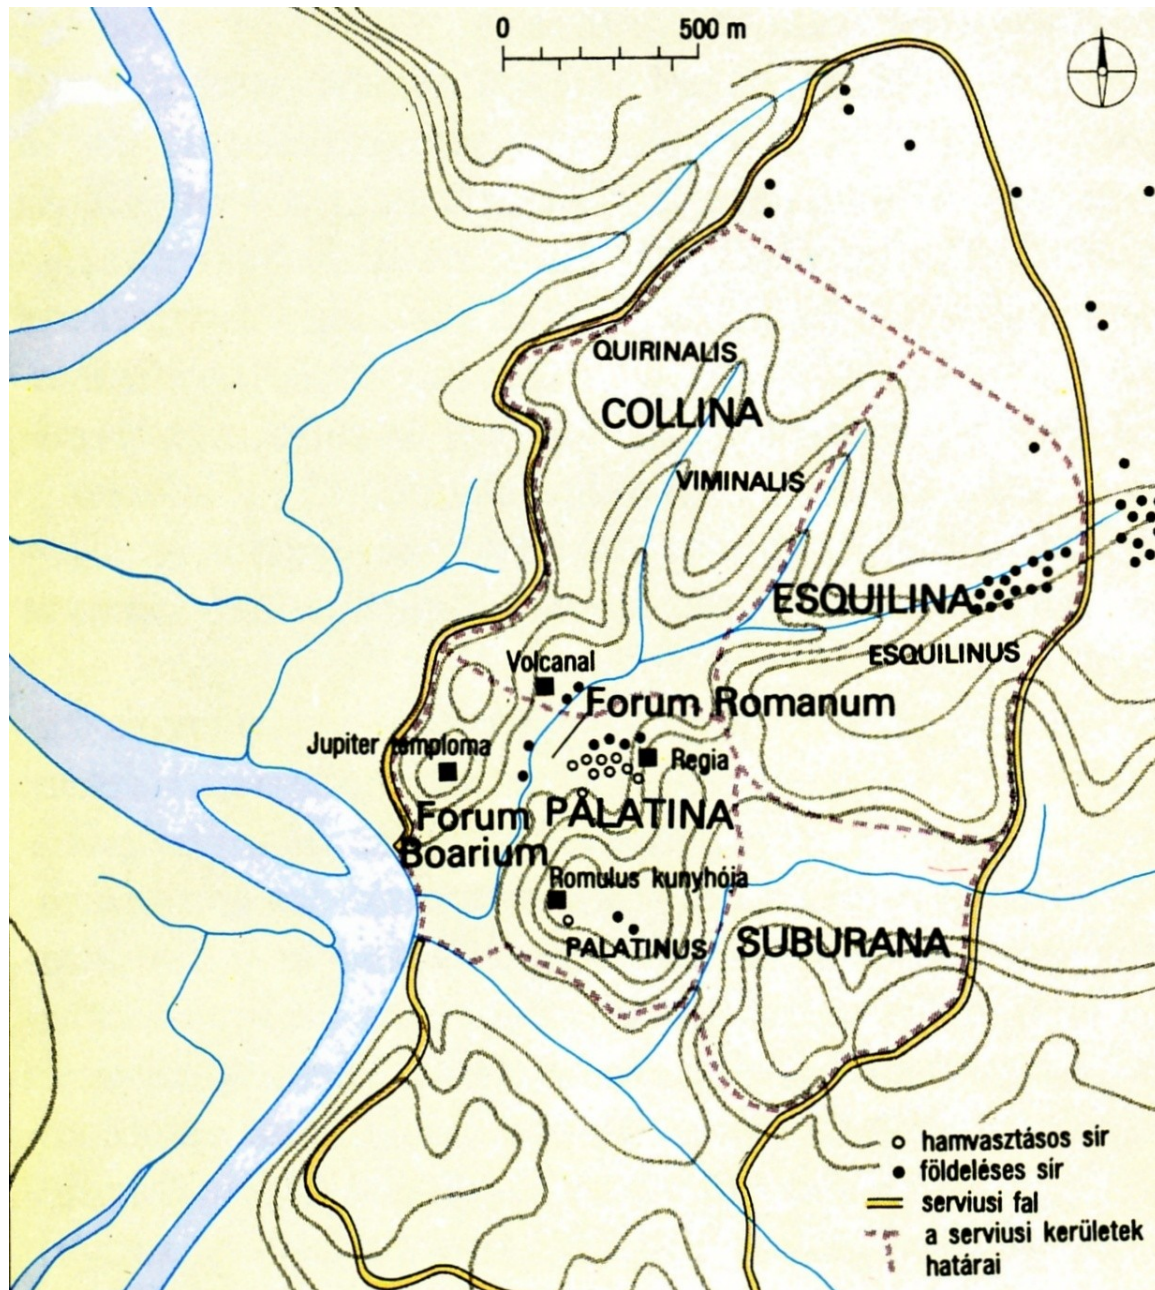 0 500 m
QUIRINALIS
COLLINA
VIMINALIS
ESQUILINA
ESQUILINUS
Volcanal
Forum Romanum
Jupiter temploma
Regia
PALATINA
Forum
Boarium
Romulus kunyhója
PALATINUS
SUBURANA
hamvasztásos sír
földeléses sír
serviusi fal
a serviusi kerületek
határai